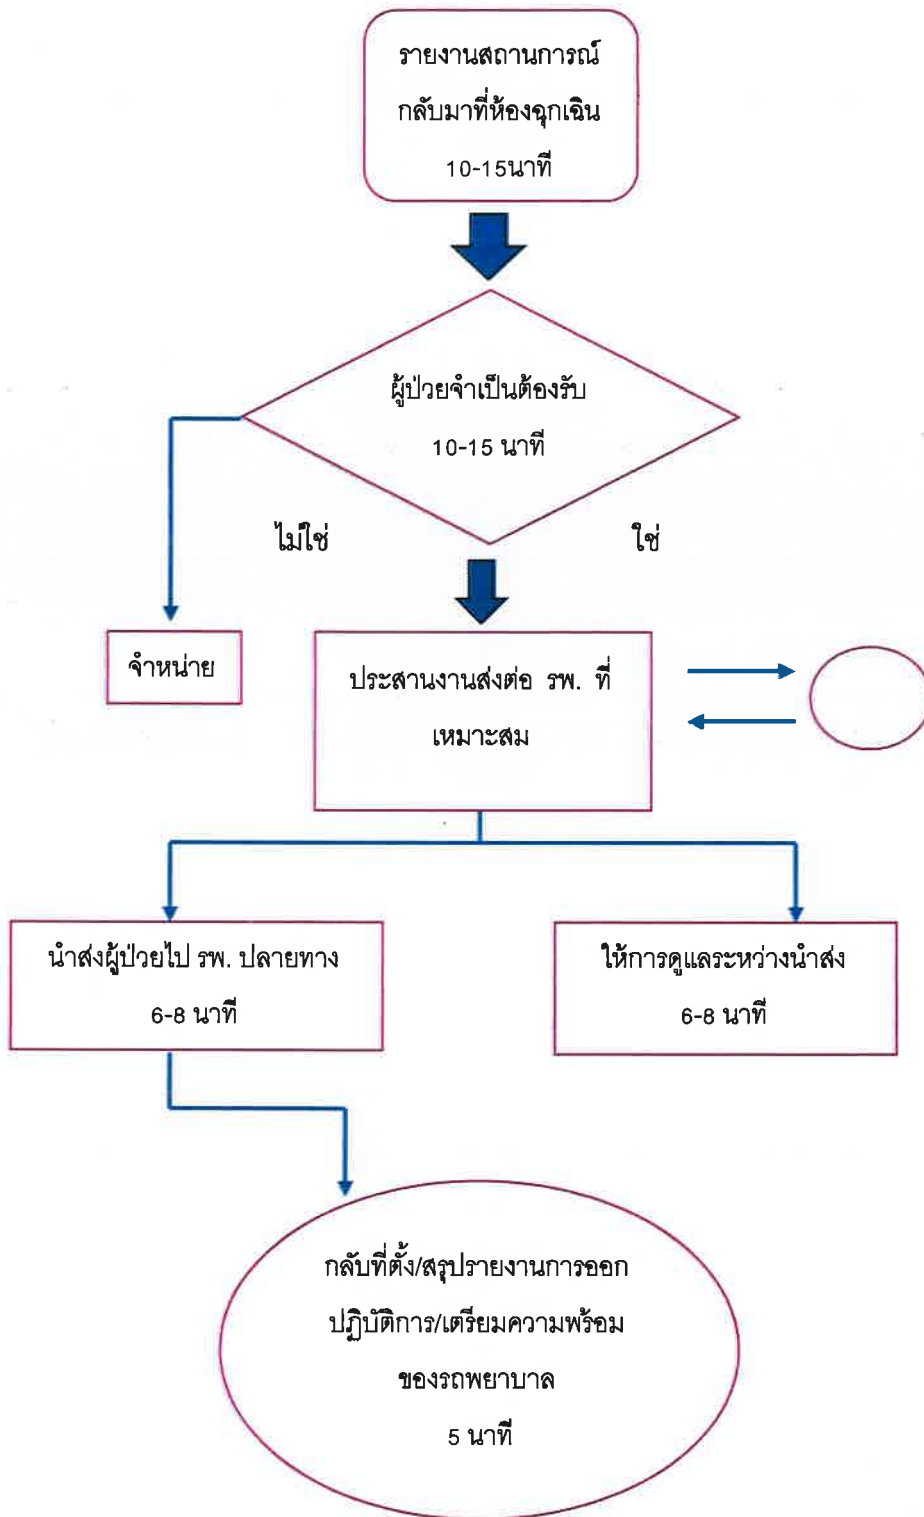 รายงานสถานการณ์
กลับมาที่ห้องฉุกเฉิน
10-15นาที
ผู้ป่วยจำเป็นต้องรับ
10-15 นาที
ไม่ใช่
ใช่
จำหน่าย
ประสานงานส่งต่อ รพ. ที่
เหมาะสม
นำส่งผู้ป่วยไป รพ. ปลายทาง
6-8 นาที
ให้การดูแลระหว่างนำส่ง
6-8 นาที
กลับที่ตั้ง/สรุปรายงานการออก
ปฏิบัติการ/เตรียมความพร้อม
ของรถพยาบาล
5 นาที